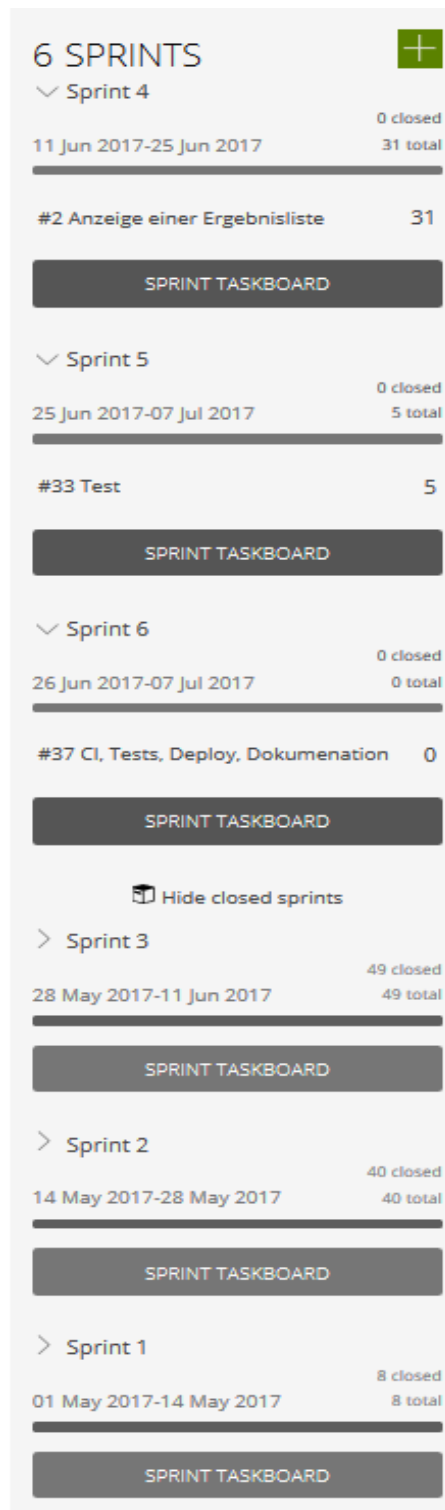 6 SPRINTS
Sprint 4
0 closed
11 Jun 2017-25 Jun 2017 31 total
#2 Anzeige einer Ergebnisliste 31
SPRINT TASKBOARD
Sprint 5
0 closed
25 Jun 2017-07 Jul 2017 5 total
#33 Test 5
SPRINT TASKBOARD
Sprint 6
0 closed
26 Jun 2017-07 Jul 2017 0 total
#37 CI, Tests, Deploy, Dokumenation 0
SPRINT TASKBOARD
Hide closed sprints
Sprint 3
49 closed
28 May 2017-11 Jun 2017 49 total
SPRINT TASKBOARD
Sprint 2
40 closed
14 May 2017-28 May 2017 40 total
SPRINT TASKBOARD
Sprint 1
8 closed
01 May 2017-14 May 2017 8 total
SPRINT TASKBOARD